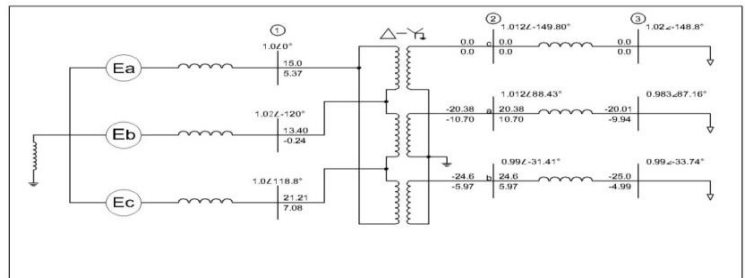 ① ② ③
Ea
1.0∠0°
15.0
5.37
Eb
1.0∠-120°
13.40
-0.24
Ec
1.0∠118.8°
21.21
7.08
△-Y
1.012∠-149.80° 1.02∠-148.8°
0.0 c 0.0 0.0
0.0 0.0 0.0
1.012∠88.43° 0.983∠87.16°
-20.38 a 20.38 -20.01
-10.70 10.70 -9.94
0.99∠-31.41° 0.99∠-33.74°
-24.6 b 24.6 -25.0
-5.97 5.97 -4.99